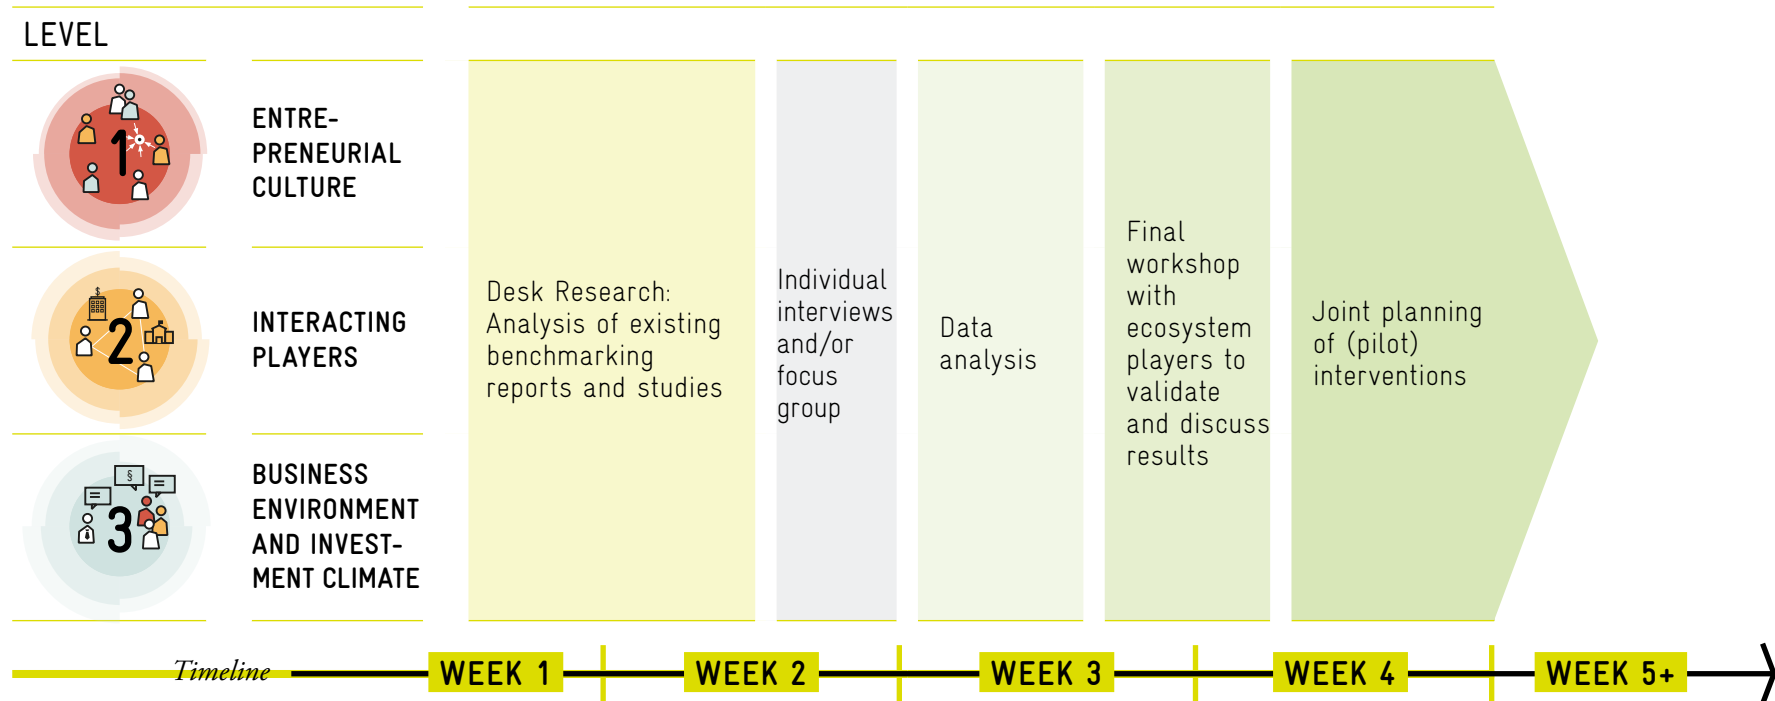 LEVEL
1
ENTRE-
PRENEURIAL
CULTURE
$
2
INTERACTING
PLAYERS
§
3
BUSINESS
ENVIRONMENT
AND INVEST-
MENT CLIMATE
Desk Research:
Analysis of existing
benchmarking
reports and studies
Individual
interviews
and/or
focus
group
Data
analysis
Final
workshop
with
ecosystem
players to
validate
and discuss
results
Joint planning
of (pilot)
interventions
Timeline
WEEK 1
WEEK 2
WEEK 3
WEEK 4
WEEK 5+